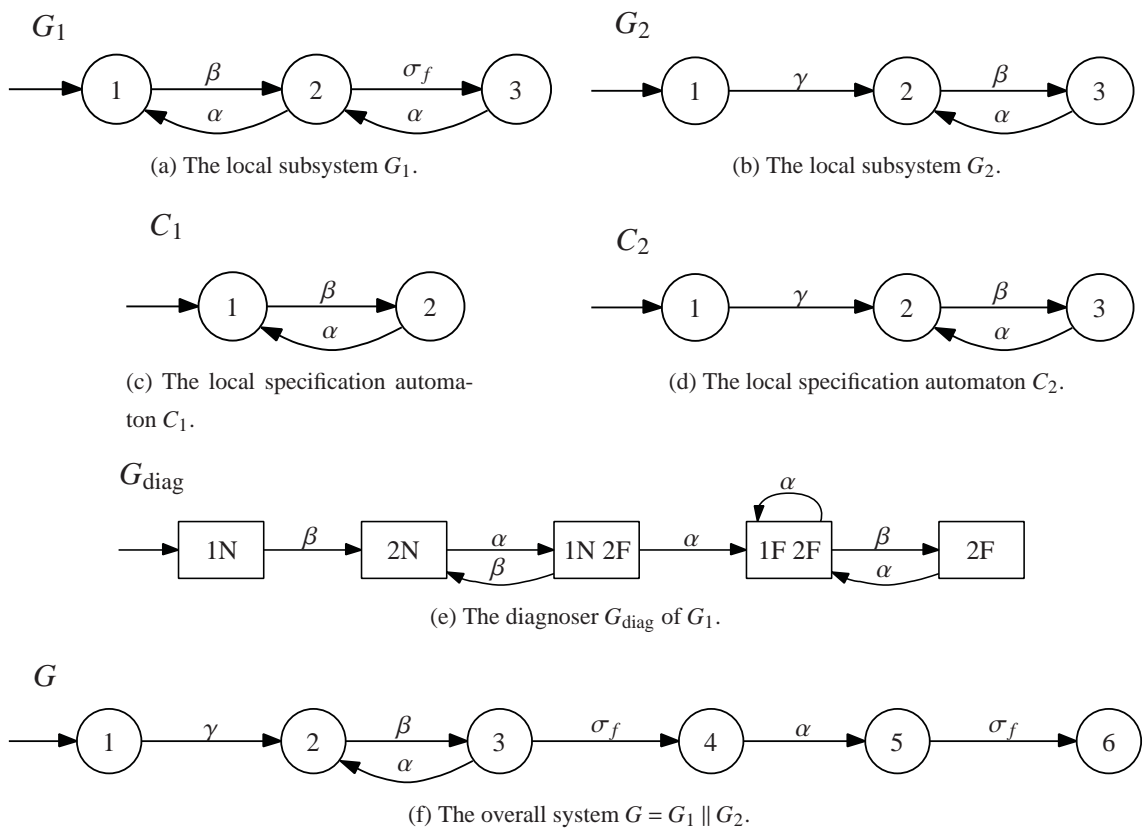 G₁ G₂
1 β α 2 σf α 3 1 γ 2 β α 3
(a) The local subsystem G₁. (b) The local subsystem G₂.
C₁ C₂
1 β α 2 1 γ 2 β α 3
(c) The local specification automa-
ton C₁.
(d) The local specification automaton C₂.
Gdiag
1N β 2N α β 1N 2F α 1F 2F α β α 2F
(e) The diagnoser Gdiag of G₁.
G
1 γ 2 β α 3 σf 4 α 5 σf 6
(f) The overall system G = G₁ ∥ G₂.